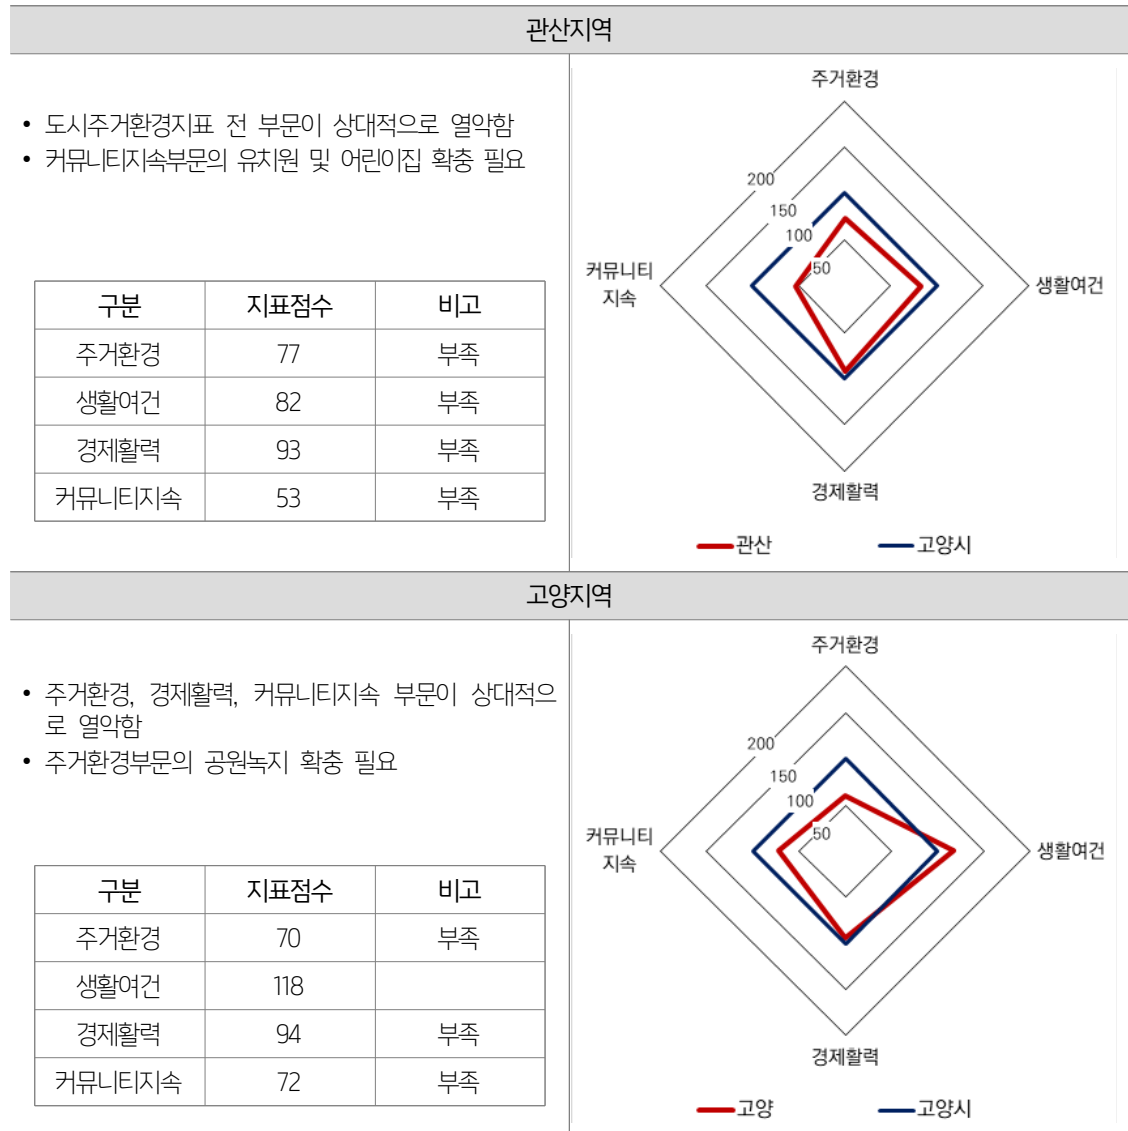 관산지역
• 도시주거환경지표 전 부문이 상대적으로 열악함
• 커뮤니티지속부문의 유치원 및 어린이집 확충 필요
구분 지표점수 비고
주거환경 77 부족
생활여건 82 부족
경제활력 93 부족
커뮤니티지속 53 부족
주거환경
200
150
100
50
커뮤니티
지속
생활여건
경제활력
관산 고양시
고양지역
• 주거환경, 경제활력, 커뮤니티지속 부문이 상대적으
로 열악함
• 주거환경부문의 공원녹지 확충 필요
구분 지표점수 비고
주거환경 70 부족
생활여건 118
경제활력 94 부족
커뮤니티지속 72 부족
주거환경
200
150
100
50
커뮤니티
지속
생활여건
경제활력
고양 고양시